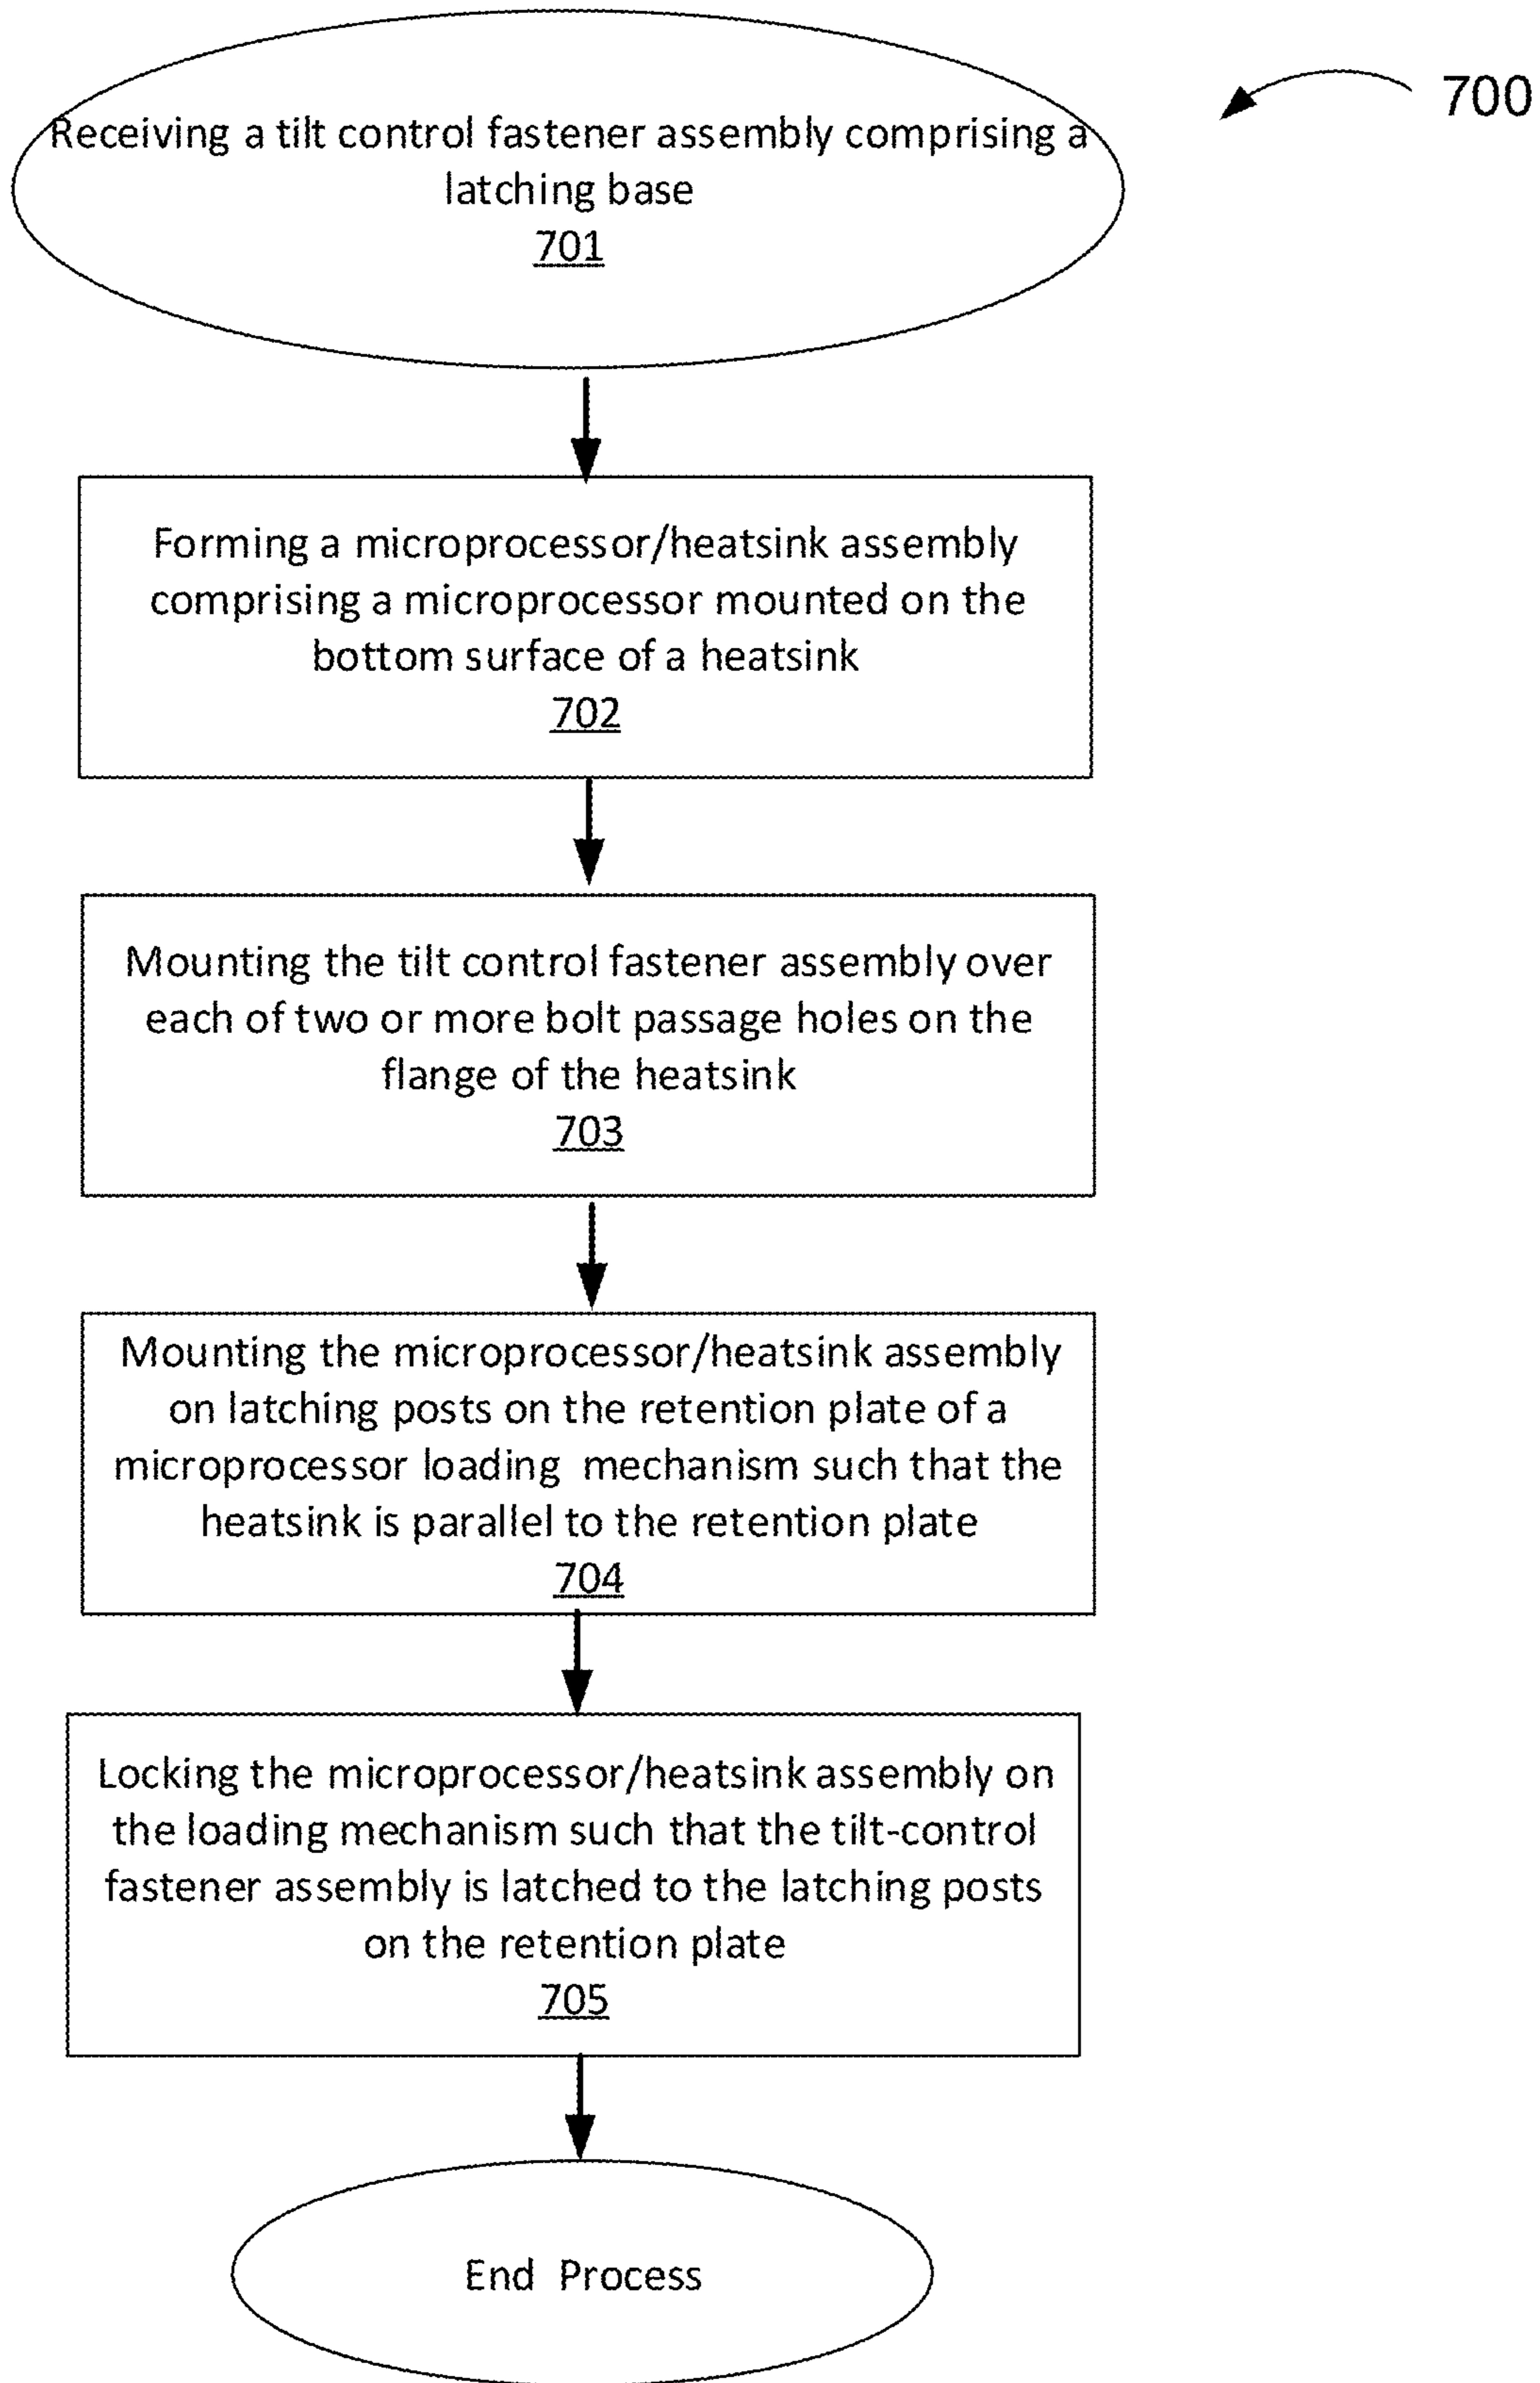 700
Receiving a tilt control fastener assembly comprising a
latching base
701
Forming a microprocessor/heatsink assembly
comprising a microprocessor mounted on the
bottom surface of a heatsink
702
Mounting the tilt control fastener assembly over
each of two or more bolt passage holes on the
flange of the heatsink
703
Mounting the microprocessor/heatsink assembly
on latching posts on the retention plate of a
microprocessor loading mechanism such that the
heatsink is parallel to the retention plate
704
Locking the microprocessor/heatsink assembly on
the loading mechanism such that the tilt-control
fastener assembly is latched to the latching posts
on the retention plate
705
End Process